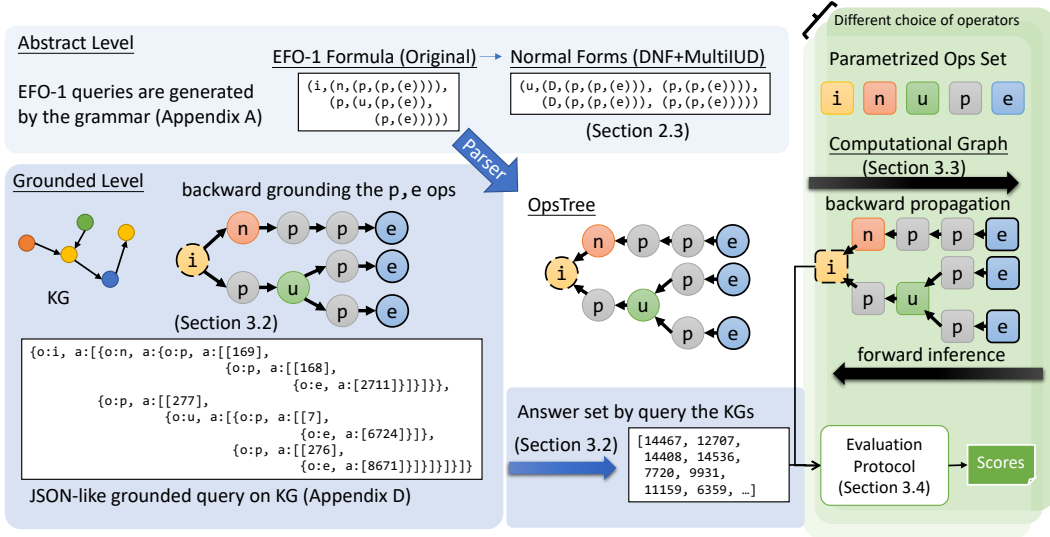 Abstract Level
EFO-1 queries are generated
by the grammar (Appendix A)
EFO-1 Formula (Original)
(i,(n,(p,(p,(e)))),
(p,(u,(p,(e)),
(p,(e)))))
Normal Forms (DNF+MultiIUD)
(u,(D,(p,(p,(e))), (p,(p,(e)))),
(D,(p,(p,(e))), (p,(p,(e)))))
(Section 2.3)
Parser
Grounded Level
backward grounding the p, e ops
KG
i
n
p
p
e
p
u
p
e
p
e
(Section 3.2)
{o:i, a:[{o:n, a:{o:p, a:[[169],
{o:p, a:[[168],
{o:e, a:[2711]}]}]}},
{o:p, a:[[277],
{o:u, a:[{o:p, a:[[7],
{o:e, a:[6724]}]},
{o:p, a:[[276],
{o:e, a:[8671]}]}]}]}]}
JSON-like grounded query on KG (Appendix D)
OpsTree
i
n
p
p
e
p
u
p
e
p
e
Answer set by query the KGs
(Section 3.2)
[14467, 12707,
14408, 14536,
7720, 9931,
11159, 6359, …]
Different choice of operators
Parametrized Ops Set
i n u p e
Computational Graph
(Section 3.3)
backward propagation
i
n
p
p
e
p
u
p
e
p
e
forward inference
Evaluation
Protocol
(Section 3.4)
Scores